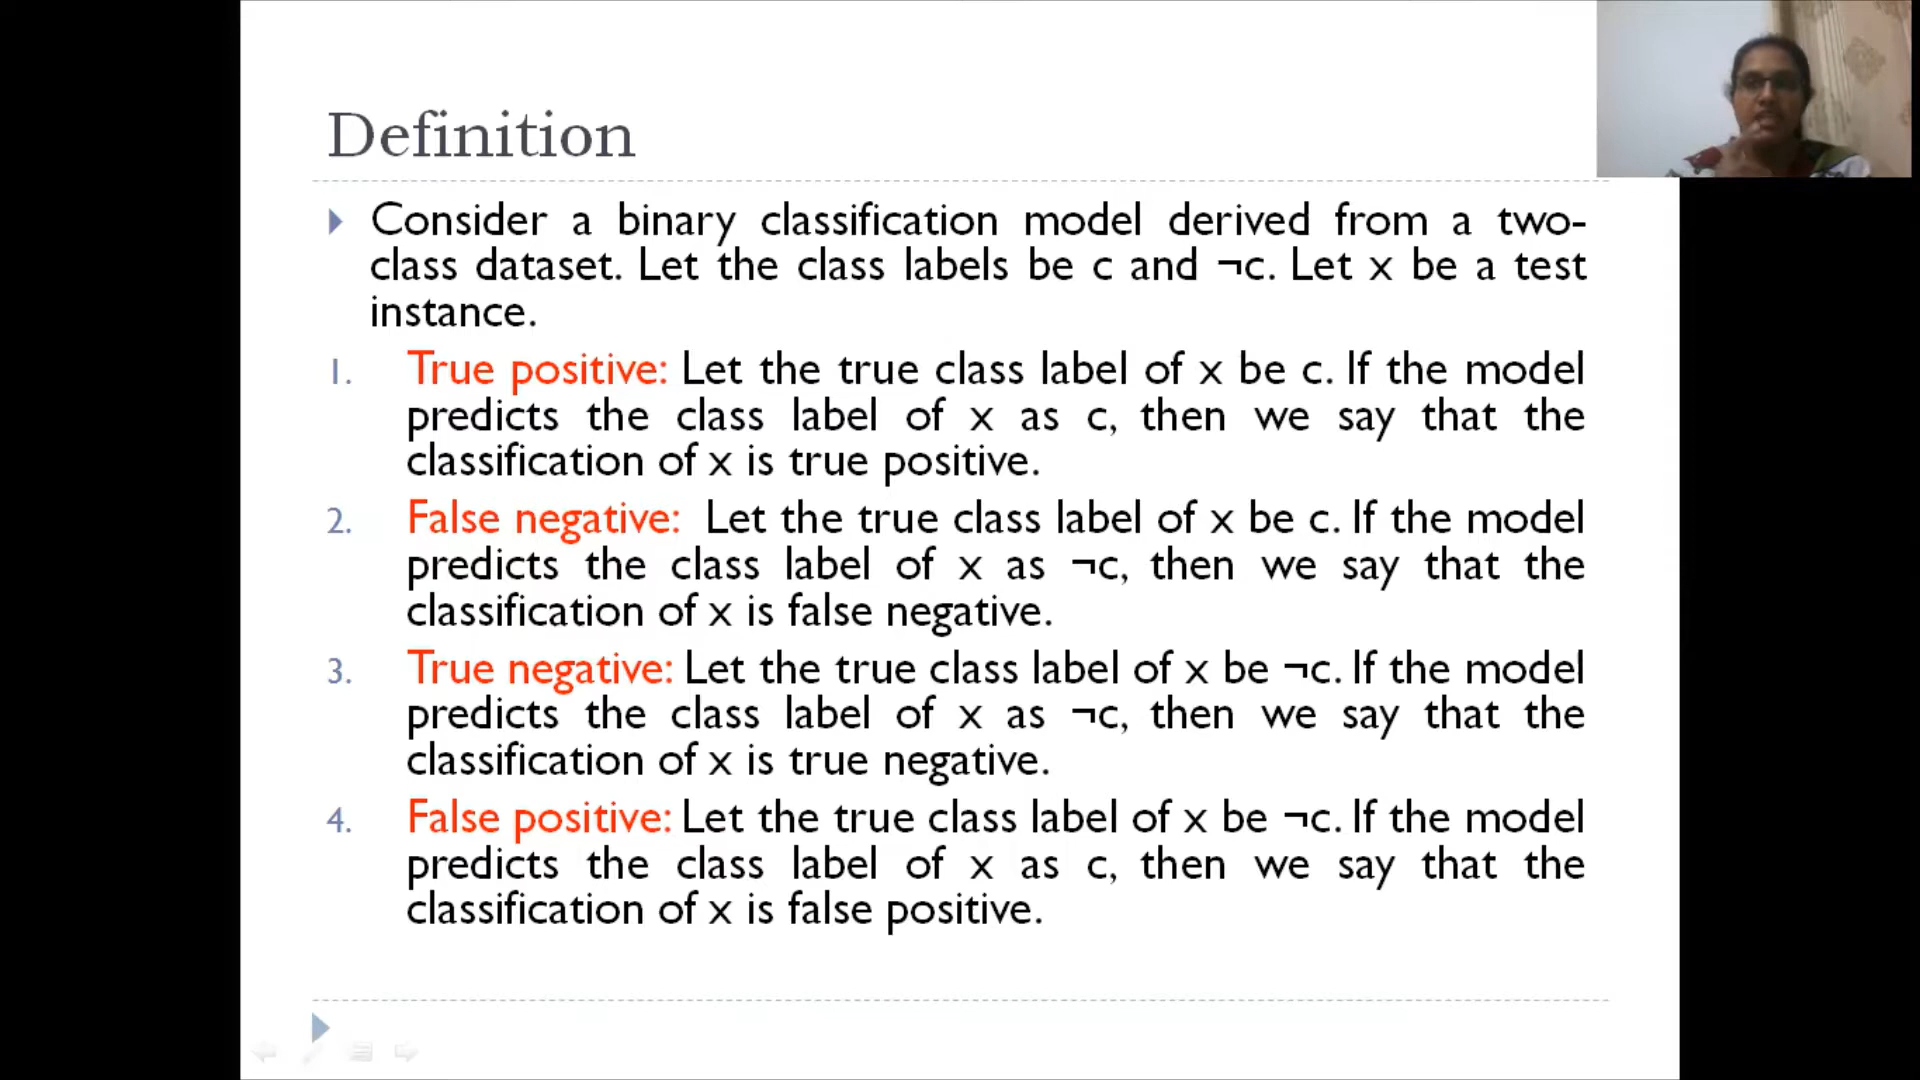 Definition
Consider a binary classification model derived from a two-
class dataset. Let the class labels be c and ¬c. Let x be a test
instance.
1. True positive: Let the true class label of x be c. If the model
predicts the class label of x as c, then we say that the
classification of x is true positive.
2. False negative: Let the true class label of x be c. If the model
predicts the class label of x as ¬c, then we say that the
classification of x is false negative.
3. True negative: Let the true class label of x be ¬c. If the model
predicts the class label of x as ¬c, then we say that the
classification of x is true negative.
4. False positive: Let the true class label of x be ¬c. If the model
predicts the class label of x as c, then we say that the
classification of x is false positive.